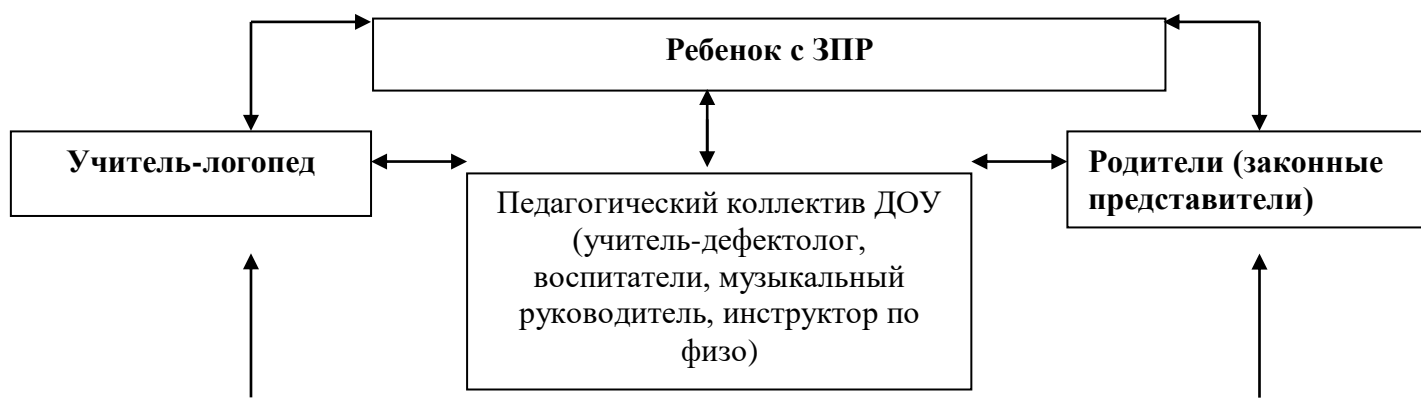 Ребенок с ЗПР
Учитель-логопед
Педагогический коллектив ДОУ
(учитель-дефектолог,
воспитатели, музыкальный
руководитель, инструктор по
физо)
Родители (законные
представители)